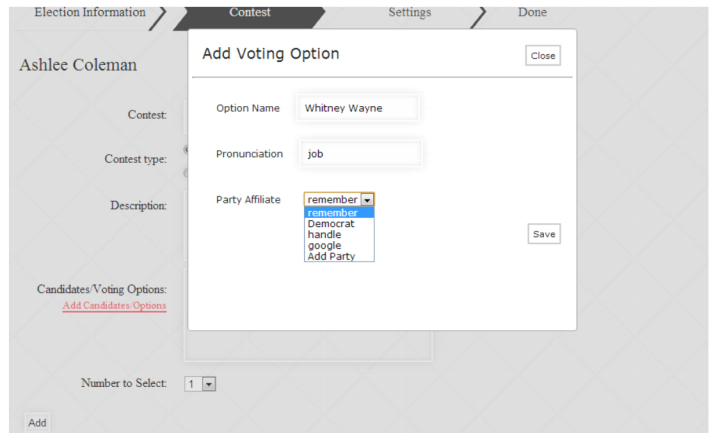 Election Information
Contest
Settings
Done
Ashlee Coleman
Add Voting Option
Close
Contest:
Option Name
Whitney Wayne
Contest type:
Pronunciation
job
Description:
Party Affiliate
remember
remember
Democrat
handle
google
Add Party
Save
Candidates/Voting Options:
Add Candidates/Options
Number to Select:
1
Add